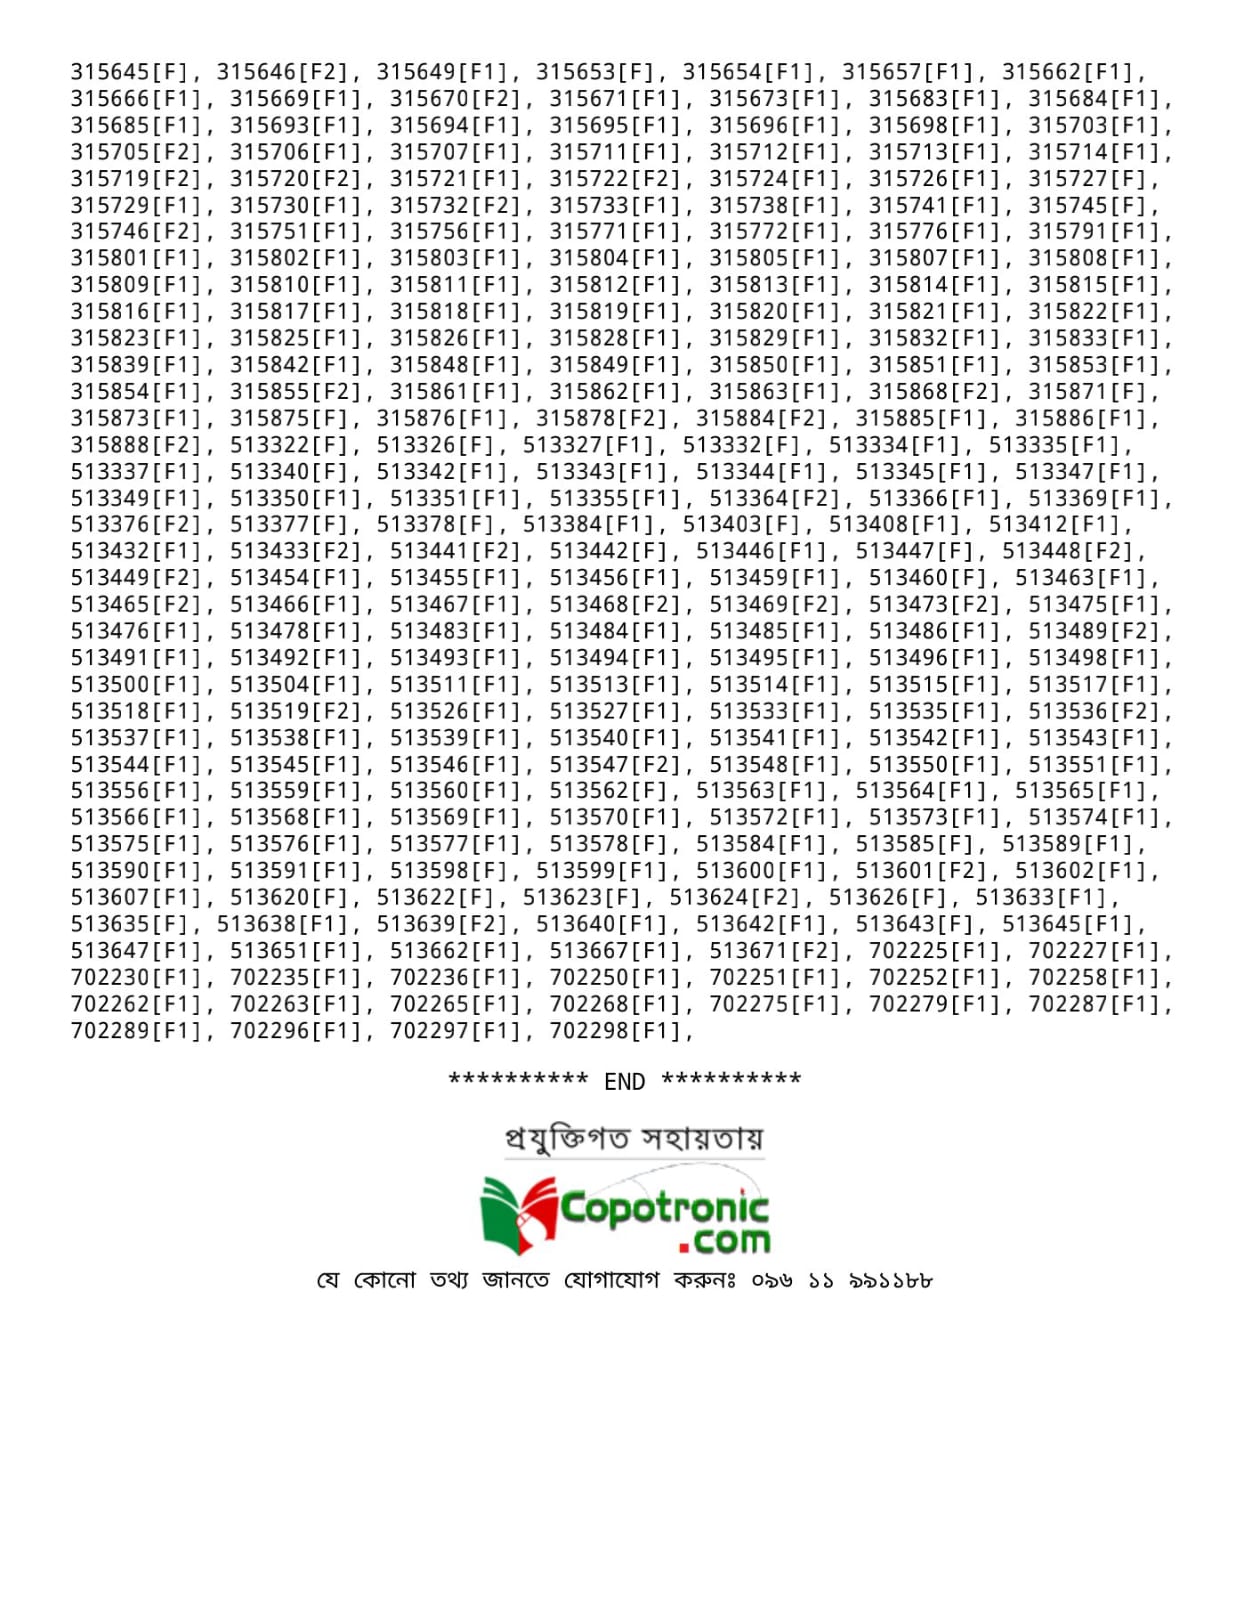 315645[F], 315646[F2], 315649[F1], 315653[F], 315654[F1], 315657[F1], 315662[F1],
315666[F1], 315669[F1], 315670[F2], 315671[F1], 315673[F1], 315683[F1], 315684[F1],
315685[F1], 315693[F1], 315694[F1], 315695[F1], 315696[F1], 315698[F1], 315703[F1],
315705[F2], 315706[F1], 315707[F1], 315711[F1], 315712[F1], 315713[F1], 315714[F1],
315719[F2], 315720[F2], 315721[F1], 315722[F2], 315724[F1], 315726[F1], 315727[F],
315729[F1], 315730[F1], 315732[F2], 315733[F1], 315738[F1], 315741[F1], 315745[F],
315746[F2], 315751[F1], 315756[F1], 315771[F1], 315772[F1], 315776[F1], 315791[F1],
315801[F1], 315802[F1], 315803[F1], 315804[F1], 315805[F1], 315807[F1], 315808[F1],
315809[F1], 315810[F1], 315811[F1], 315812[F1], 315813[F1], 315814[F1], 315815[F1],
315816[F1], 315817[F1], 315818[F1], 315819[F1], 315820[F1], 315821[F1], 315822[F1],
315823[F1], 315825[F1], 315826[F1], 315828[F1], 315829[F1], 315832[F1], 315833[F1],
315839[F1], 315842[F1], 315848[F1], 315849[F1], 315850[F1], 315851[F1], 315853[F1],
315854[F1], 315855[F2], 315861[F1], 315862[F1], 315863[F1], 315868[F2], 315871[F],
315873[F1], 315875[F], 315876[F1], 315878[F2], 315884[F2], 315885[F1], 315886[F1],
315888[F2], 513322[F], 513326[F], 513327[F1], 513332[F], 513334[F1], 513335[F1],
513337[F1], 513340[F], 513342[F1], 513343[F1], 513344[F1], 513345[F1], 513347[F1],
513349[F1], 513350[F1], 513351[F1], 513355[F1], 513364[F2], 513366[F1], 513369[F1],
513376[F2], 513377[F], 513378[F], 513384[F1], 513403[F], 513408[F1], 513412[F1],
513432[F1], 513433[F2], 513441[F2], 513442[F], 513446[F1], 513447[F], 513448[F2],
513449[F2], 513454[F1], 513455[F1], 513456[F1], 513459[F1], 513460[F], 513463[F1],
513465[F2], 513466[F1], 513467[F1], 513468[F2], 513469[F2], 513473[F2], 513475[F1],
513476[F1], 513478[F1], 513483[F1], 513484[F1], 513485[F1], 513486[F1], 513489[F2],
513491[F1], 513492[F1], 513493[F1], 513494[F1], 513495[F1], 513496[F1], 513498[F1],
513500[F1], 513504[F1], 513511[F1], 513513[F1], 513514[F1], 513515[F1], 513517[F1],
513518[F1], 513519[F2], 513526[F1], 513527[F1], 513533[F1], 513535[F1], 513536[F2],
513537[F1], 513538[F1], 513539[F1], 513540[F1], 513541[F1], 513542[F1], 513543[F1],
513544[F1], 513545[F1], 513546[F1], 513547[F2], 513548[F1], 513550[F1], 513551[F1],
513556[F1], 513559[F1], 513560[F1], 513562[F], 513563[F1], 513564[F1], 513565[F1],
513566[F1], 513568[F1], 513569[F1], 513570[F1], 513572[F1], 513573[F1], 513574[F1],
513575[F1], 513576[F1], 513577[F1], 513578[F], 513584[F1], 513585[F], 513589[F1],
513590[F1], 513591[F1], 513598[F], 513599[F1], 513600[F1], 513601[F2], 513602[F1],
513607[F1], 513620[F], 513622[F], 513623[F], 513624[F2], 513626[F], 513633[F1],
513635[F], 513638[F1], 513639[F2], 513640[F1], 513642[F1], 513643[F], 513645[F1],
513647[F1], 513651[F1], 513662[F1], 513667[F1], 513671[F2], 702225[F1], 702227[F1],
702230[F1], 702235[F1], 702236[F1], 702250[F1], 702251[F1], 702252[F1], 702258[F1],
702262[F1], 702263[F1], 702265[F1], 702268[F1], 702275[F1], 702279[F1], 702287[F1],
702289[F1], 702296[F1], 702297[F1], 702298[F1],
********** END **********
প্রযুক্তিগত সহায়তায়
Copotronic
.com
যে কোনো তথ্য জানতে যোগাযোগ করুনঃ ০৯৬ ১১ ৯৯১১৮৮